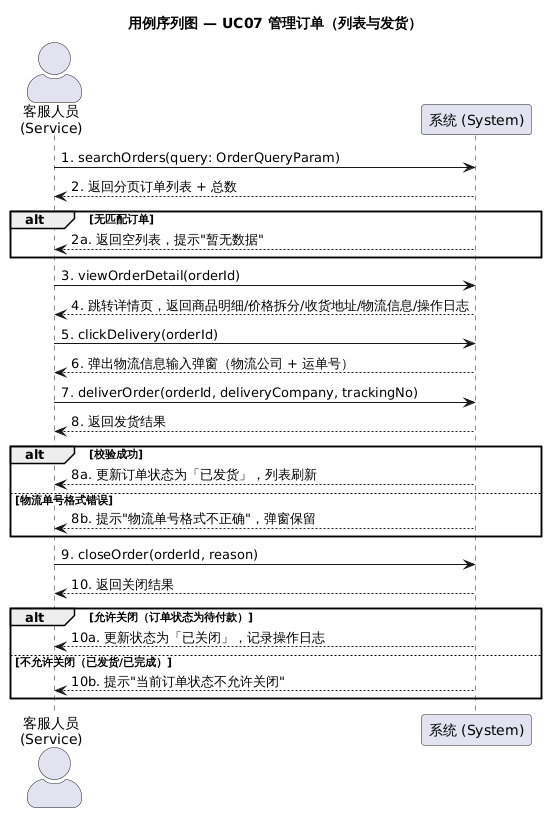 用例序列图 — UC07 管理订单（列表与发货）
客服人员
(Service)
系统 (System)
1. searchOrders(query: OrderQueryParam)
2. 返回分页订单列表 + 总数
alt [无匹配订单]
2a. 返回空列表，提示"暂无数据"
3. viewOrderDetail(orderId)
4. 跳转详情页，返回商品明细/价格拆分/收货地址/物流信息/操作日志
5. clickDelivery(orderId)
6. 弹出物流信息输入弹窗（物流公司 + 运单号）
7. deliverOrder(orderId, deliveryCompany, trackingNo)
8. 返回发货结果
alt [校验成功]
8a. 更新订单状态为「已发货」，列表刷新
[物流单号格式错误]
8b. 提示"物流单号格式不正确"，弹窗保留
9. closeOrder(orderId, reason)
10. 返回关闭结果
alt [允许关闭（订单状态为待付款）]
10a. 更新状态为「已关闭」，记录操作日志
[不允许关闭（已发货/已完成）]
10b. 提示"当前订单状态不允许关闭"
客服人员
(Service)
系统 (System)